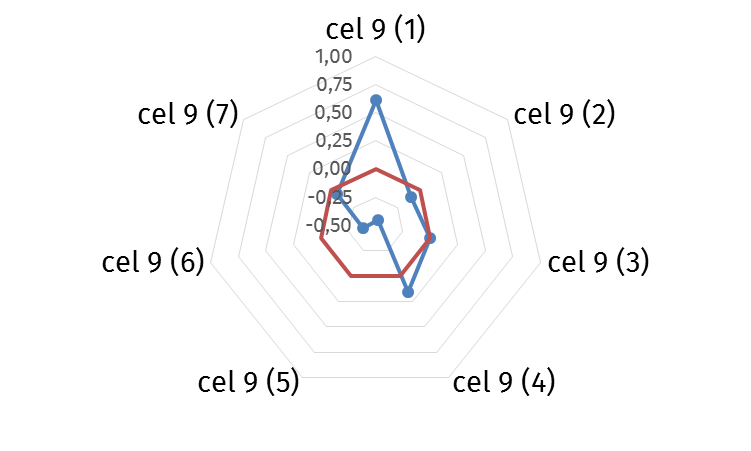 cel 9 (1)
1,00
0,75
0,50
0,25
0,00
-0,25
-0,50
cel 9 (2)
cel 9 (3)
cel 9 (4)
cel 9 (5)
cel 9 (6)
cel 9 (7)